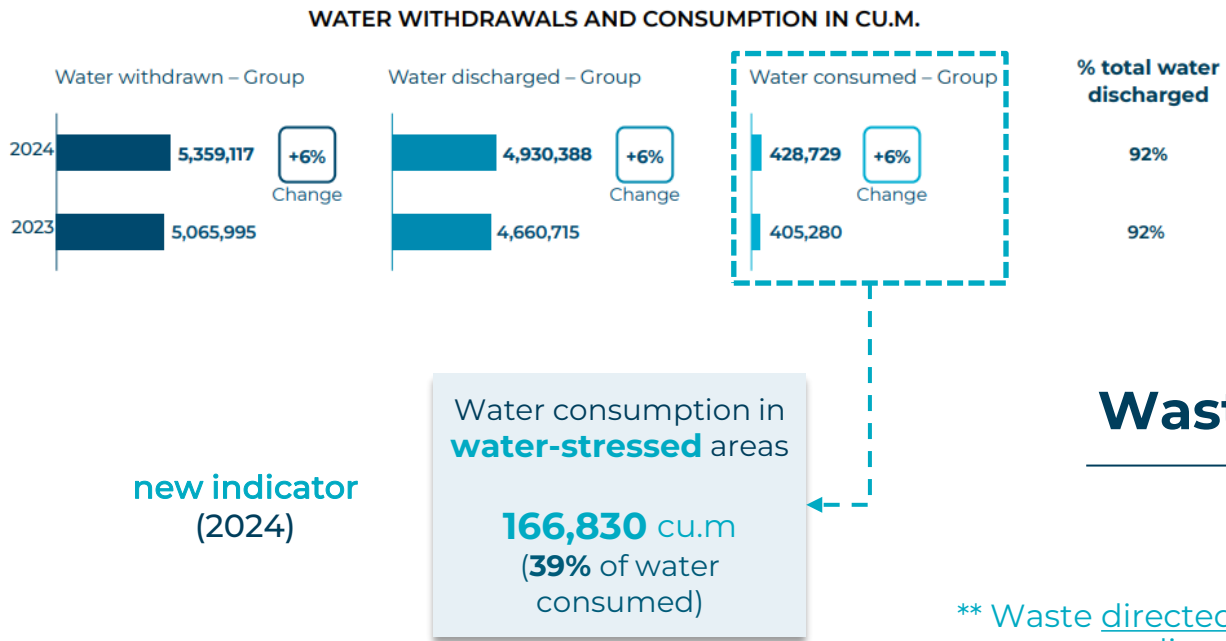 WATER WITHDRAWALS AND CONSUMPTION IN CU.M.
Water withdrawn – Group
Water discharged – Group
Water consumed – Group
% total water
discharged
2024
5,359,117
+6%
Change
4,930,388
+6%
Change
428,729
+6%
Change
92%
2023
5,065,995
4,660,715
405,280
92%
Water consumption in
water-stressed areas
166,830 cu.m
(39% of water
consumed)
new indicator
(2024)
Wast
** Waste directed